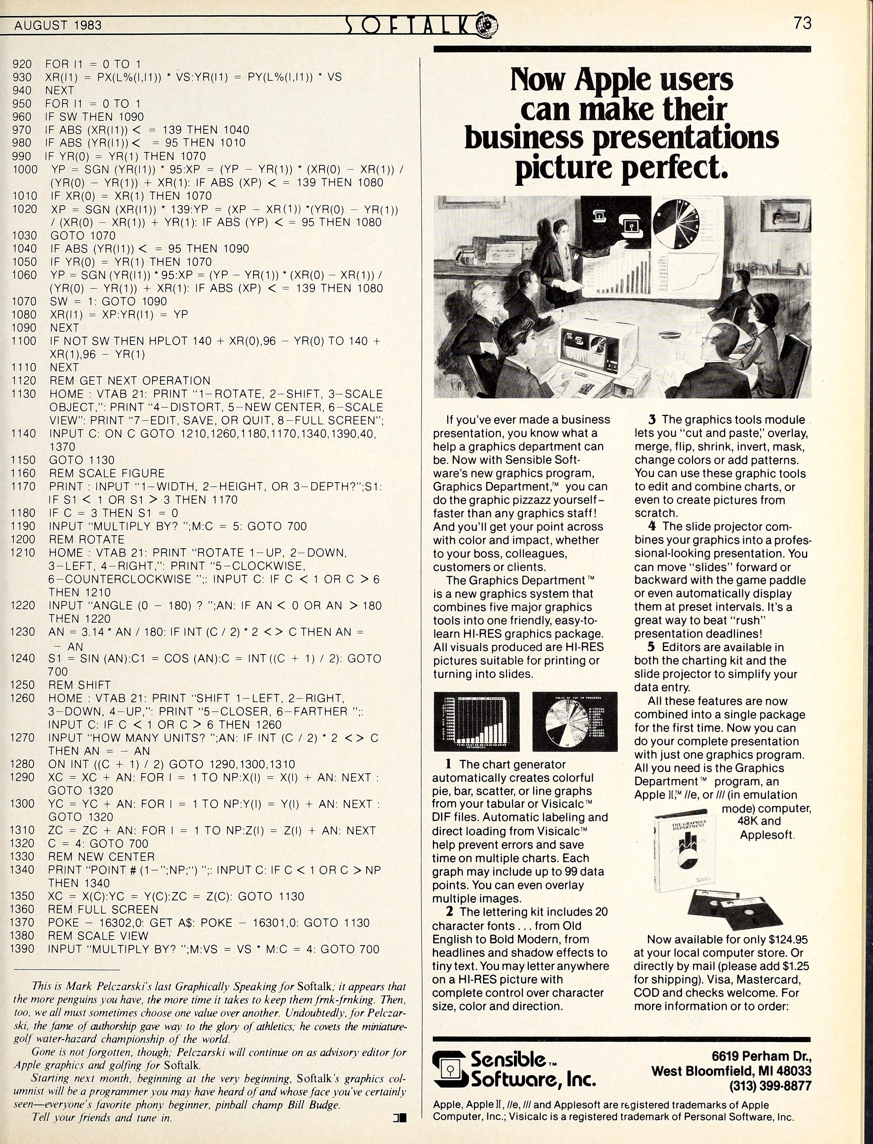 AUGUST 1983
SOFTALK
73
920 FOR I1 = 0 TO 1
930 XR(I1) = PX(L%(I,I1)) * VS:YR(I1) = PY(L%(I,I1)) * VS
940 NEXT
950 FOR I1 = 0 TO 1
960 IF SW THEN 1090
970 IF ABS (XR(I1)) < = 139 THEN 1040
980 IF ABS (YR(I1)) < = 95 THEN 1010
990 IF YR(0) = YR(1) THEN 1070
1000 YP = SGN (YR(I1)) * 95:XP = (YP − YR(1)) * (XR(0) − XR(1)) /
(YR(0) − YR(1)) + XR(1): IF ABS (XP) < = 139 THEN 1080
1010 IF XR(0) = XR(1) THEN 1070
1020 XP = SGN (XR(I1)) * 139:YP = (XP − XR(1)) *(YR(0) − YR(1))
/ (XR(0) − XR(1)) + YR(1): IF ABS (YP) < = 95 THEN 1080
1030 GOTO 1070
1040 IF ABS (YR(I1)) < = 95 THEN 1090
1050 IF YR(0) = YR(1) THEN 1070
1060 YP = SGN (YR(I1)) * 95:XP = (YP − YR(1)) * (XR(0) − XR(1)) /
(YR(0) − YR(1)) + XR(1): IF ABS (XP) < = 139 THEN 1080
1070 SW = 1: GOTO 1090
1080 XR(I1) = XP:YR(I1) = YP
1090 NEXT
1100 IF NOT SW THEN HPLOT 140 + XR(0),96 − YR(0) TO 140 +
XR(1),96 − YR(1)
1110 NEXT
1120 REM GET NEXT OPERATION
1130 HOME : VTAB 21: PRINT "1−ROTATE, 2−SHIFT, 3−SCALE
OBJECT,": PRINT "4−DISTORT, 5−NEW CENTER, 6−SCALE
VIEW": PRINT "7−EDIT, SAVE, OR QUIT, 8−FULL SCREEN";
1140 INPUT C: ON C GOTO 1210,1260,1180,1170,1340,1390,40,
1370
1150 GOTO 1130
1160 REM SCALE FIGURE
1170 PRINT : INPUT "1−WIDTH, 2−HEIGHT, OR 3−DEPTH?";S1:
IF S1 < 1 OR S1 > 3 THEN 1170
1180 IF C = 3 THEN S1 = 0
1190 INPUT "MULTIPLY BY? ";M:C = 5: GOTO 700
1200 REM ROTATE
1210 HOME : VTAB 21: PRINT "ROTATE 1−UP, 2−DOWN,
3−LEFT, 4−RIGHT,": PRINT "5−CLOCKWISE,
6−COUNTERCLOCKWISE ";: INPUT C: IF C < 1 OR C > 6
THEN 1210
1220 INPUT "ANGLE (0 − 180) ? ";AN: IF AN < 0 OR AN > 180
THEN 1220
1230 AN = 3.14 * AN / 180: IF INT (C / 2) * 2 < > C THEN AN =
− AN
1240 S1 = SIN (AN):C1 = COS (AN):C = INT ((C + 1) / 2): GOTO
700
1250 REM SHIFT
1260 HOME : VTAB 21: PRINT "SHIFT 1−LEFT, 2−RIGHT,
3−DOWN, 4−UP,": PRINT "5−CLOSER, 6−FARTHER ";:
INPUT C: IF C < 1 OR C > 6 THEN 1260
1270 INPUT "HOW MANY UNITS? ";AN: IF INT (C / 2) * 2 < > C
THEN AN = − AN
1280 ON INT ((C + 1) / 2) GOTO 1290,1300,1310
1290 XC = XC + AN: FOR I = 1 TO NP:X(I) = X(I) + AN: NEXT :
GOTO 1320
1300 YC = YC + AN: FOR I = 1 TO NP:Y(I) = Y(I) + AN: NEXT :
GOTO 1320
1310 ZC = ZC + AN: FOR I = 1 TO NP:Z(I) = Z(I) + AN: NEXT
1320 C = 4: GOTO 700
1330 REM NEW CENTER
1340 PRINT "POINT # (1−";NP;") ";: INPUT C: IF C < 1 OR C > NP
THEN 1340
1350 XC = X(C):YC = Y(C):ZC = Z(C): GOTO 1130
1360 REM FULL SCREEN
1370 POKE − 16302,0: GET A$: POKE − 16301,0: GOTO 1130
1380 REM SCALE VIEW
1390 INPUT "MULTIPLY BY? ";M:VS = VS * M:C = 4: GOTO 700
This is Mark Pelczarski's last Graphically Speaking for Softalk; it appears that
the more penguins you have, the more time it takes to keep them frnk-frnking. Then,
too, we all must sometimes choose one value over another. Undoubtedly, for Pelczar-
ski, the fame of authorship gave way to the glory of athletics; he covets the miniature-
golf water-hazard championship of the world.
Gone is not forgotten, though; Pelczarski will continue on as advisory editor for
Apple graphics and golfing for Softalk.
Starting next month, beginning at the very beginning, Softalk's graphics col-
umnist will be a programmer you may have heard of and whose face you've certainly
seen—everyone's favorite phony beginner, pinball champ Bill Budge.
Tell your friends and tune in.
Now Apple users
can make their
business presentations
picture perfect.
If you've ever made a business
presentation, you know what a
help a graphics department can
be. Now with Sensible Soft-
ware's new graphics program,
Graphics Department,™ you can
do the graphic pizzazz yourself–
faster than any graphics staff!
And you'll get your point across
with color and impact, whether
to your boss, colleagues,
customers or clients.
The Graphics Department™
is a new graphics system that
combines five major graphics
tools into one friendly, easy-to-
learn HI-RES graphics package.
All visuals produced are HI-RES
pictures suitable for printing or
turning into slides.
1 The chart generator
automatically creates colorful
pie, bar, scatter, or line graphs
from your tabular or Visicalc™
DIF files. Automatic labeling and
direct loading from Visicalc™
help prevent errors and save
time on multiple charts. Each
graph may include up to 99 data
points. You can even overlay
multiple images.
2 The lettering kit includes 20
character fonts . . . from Old
English to Bold Modern, from
headlines and shadow effects to
tiny text. You may letter anywhere
on a HI-RES picture with
complete control over character
size, color and direction.
3 The graphics tools module
lets you "cut and paste," overlay,
merge, flip, shrink, invert, mask,
change colors or add patterns.
You can use these graphic tools
to edit and combine charts, or
even to create pictures from
scratch.
4 The slide projector com-
bines your graphics into a profes-
sional-looking presentation. You
can move "slides" forward or
backward with the game paddle
or even automatically display
them at preset intervals. It's a
great way to beat "rush"
presentation deadlines!
5 Editors are available in
both the charting kit and the
slide projector to simplify your
data entry.
All these features are now
combined into a single package
for the first time. Now you can
do your complete presentation
with just one graphics program.
All you need is the Graphics
Department™ program, an
Apple ][,™ //e, or /// (in emulation
mode) computer,
48K and
Applesoft.
THE GRAPHICS
DEPARTMENT
Now available for only $124.95
at your local computer store. Or
directly by mail (please add $1.25
for shipping). Visa, Mastercard,
COD and checks welcome. For
more information or to order:
Sensible™
Software, Inc.
6619 Perham Dr.,
West Bloomfield, MI 48033
(313) 399-8877
Apple, Apple ][, //e, /// and Applesoft are registered trademarks of Apple
Computer, Inc.; Visicalc is a registered trademark of Personal Software, Inc.